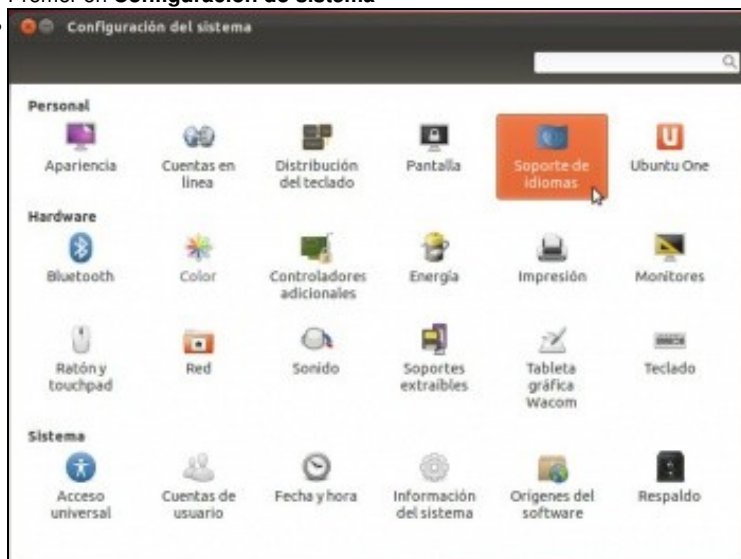 Premer en Configuración de sistema
Configuración del sistema
Personal
Apariencia
Cuentas en
línea
Distribución
del teclado
Pantalla
Soporte de
idiomas
Ubuntu One
Hardware
Bluetooth
Color
Controladores
adicionales
Energía
Impresión
Monitores
Ratón y
touchpad
Red
Sonido
Soportes
extraíbles
Tableta
gráfica
Wacom
Teclado
Sistema
Acceso
universal
Cuentas de
usuario
Fecha y hora
Información
del sistema
Orígenes del
software
Respaldo